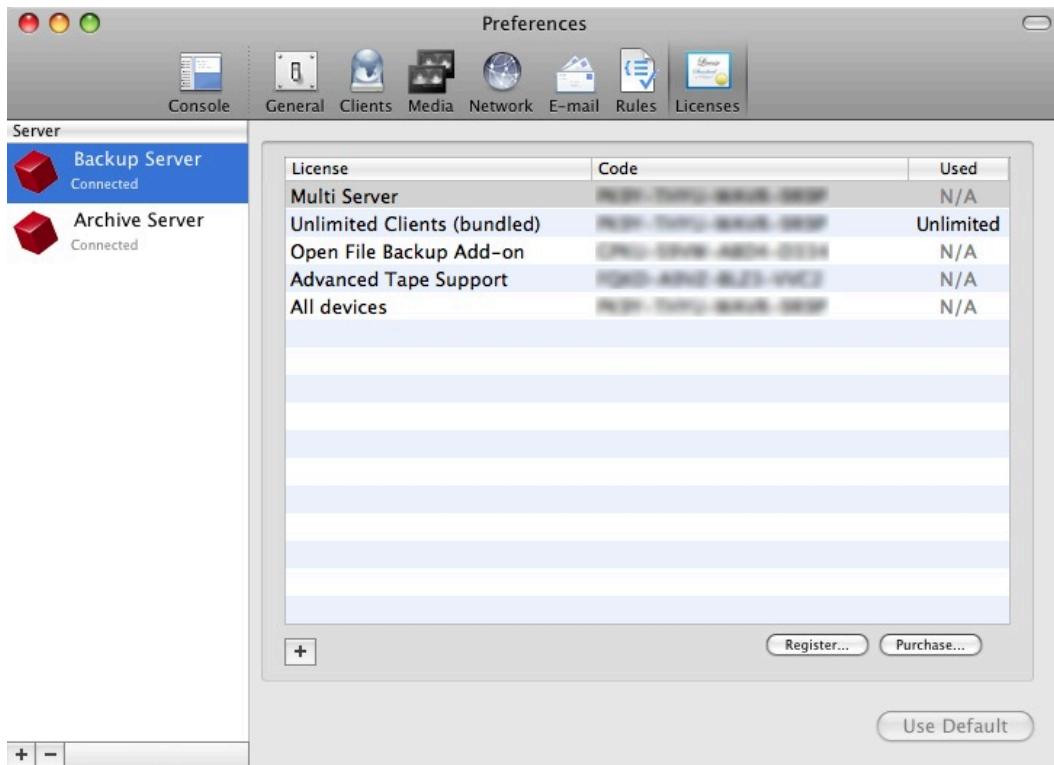 Preferences
Console General Clients Media Network E-mail Rules Licenses
Server
Backup Server
Connected
Archive Server
Connected
License Code Used
Multi Server N/A
Unlimited Clients (bundled) Unlimited
Open File Backup Add-on N/A
Advanced Tape Support N/A
All devices N/A
+
Register... Purchase...
Use Default
+ −